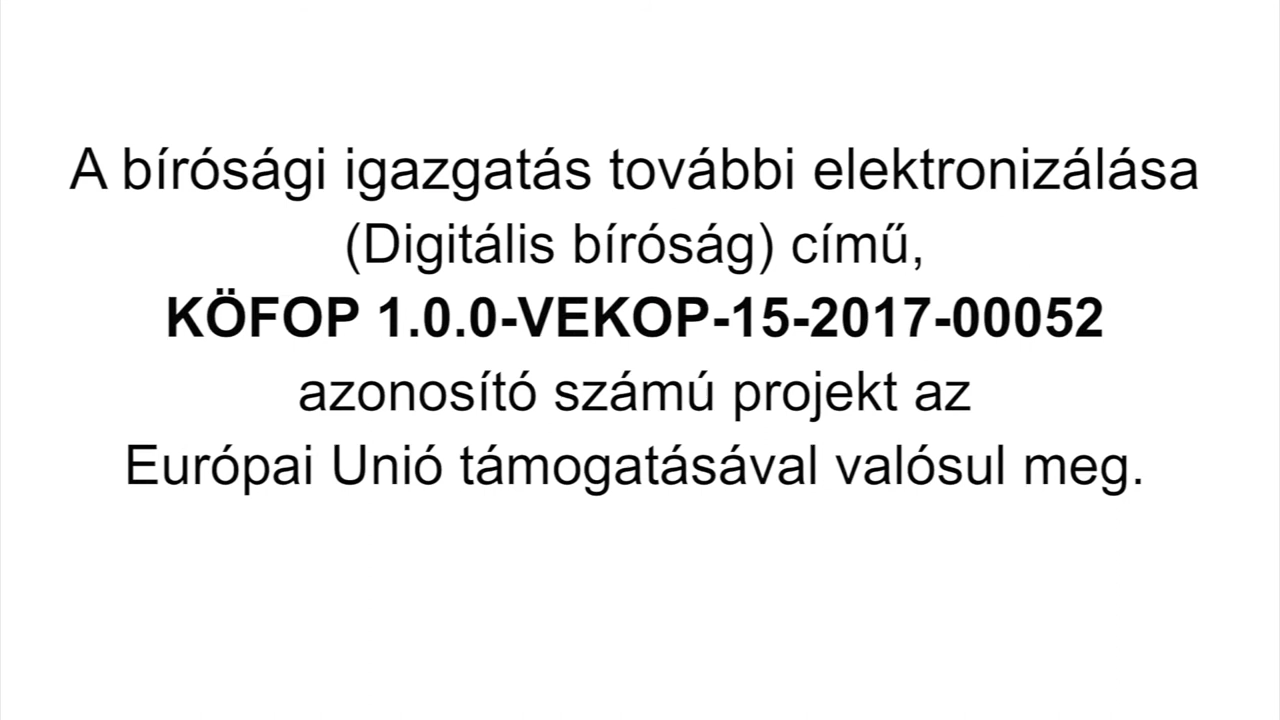 A bírósági igazgatás további elektronizálása
(Digitális bíróság) című,
KÖFOP 1.0.0-VEKOP-15-2017-00052
azonosító számú projekt az
Európai Unió támogatásával valósul meg.